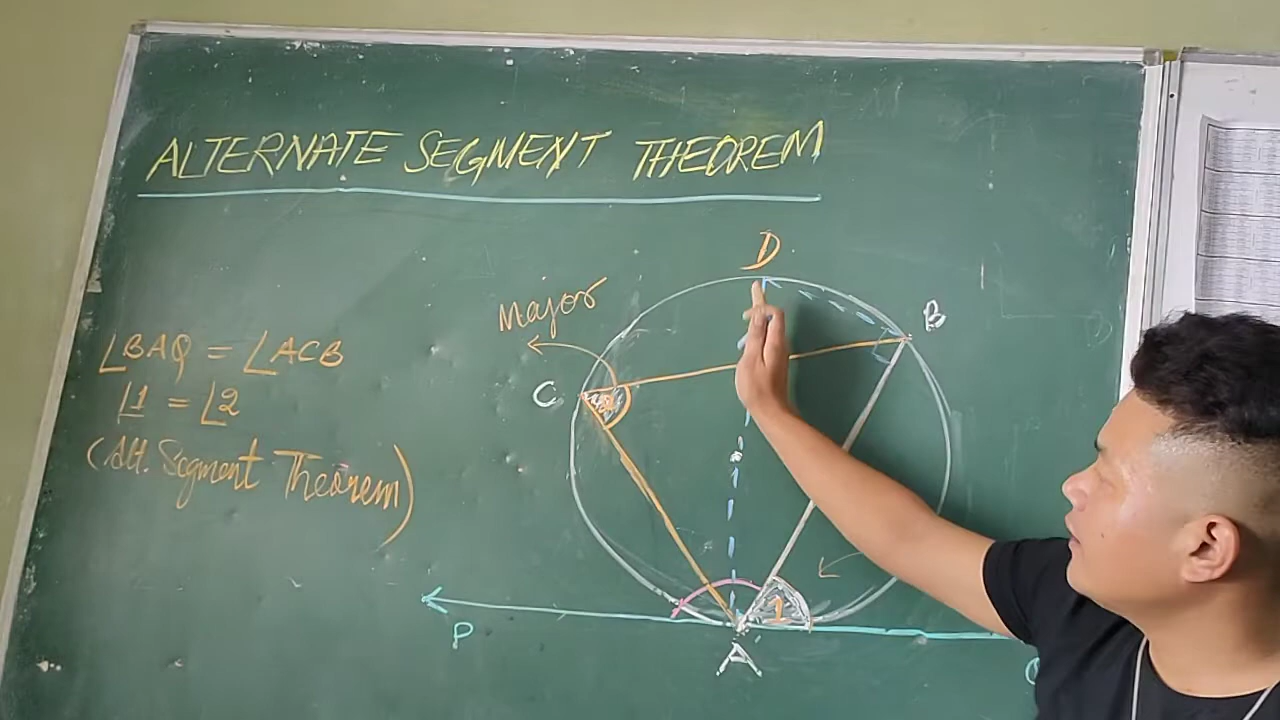 ALTERNATE SEGMENT THEOREM
D
Major
B
∠BAQ = ∠ACB
C
∠1 = ∠2
(Alt. Segment Theorem)
1
P
A